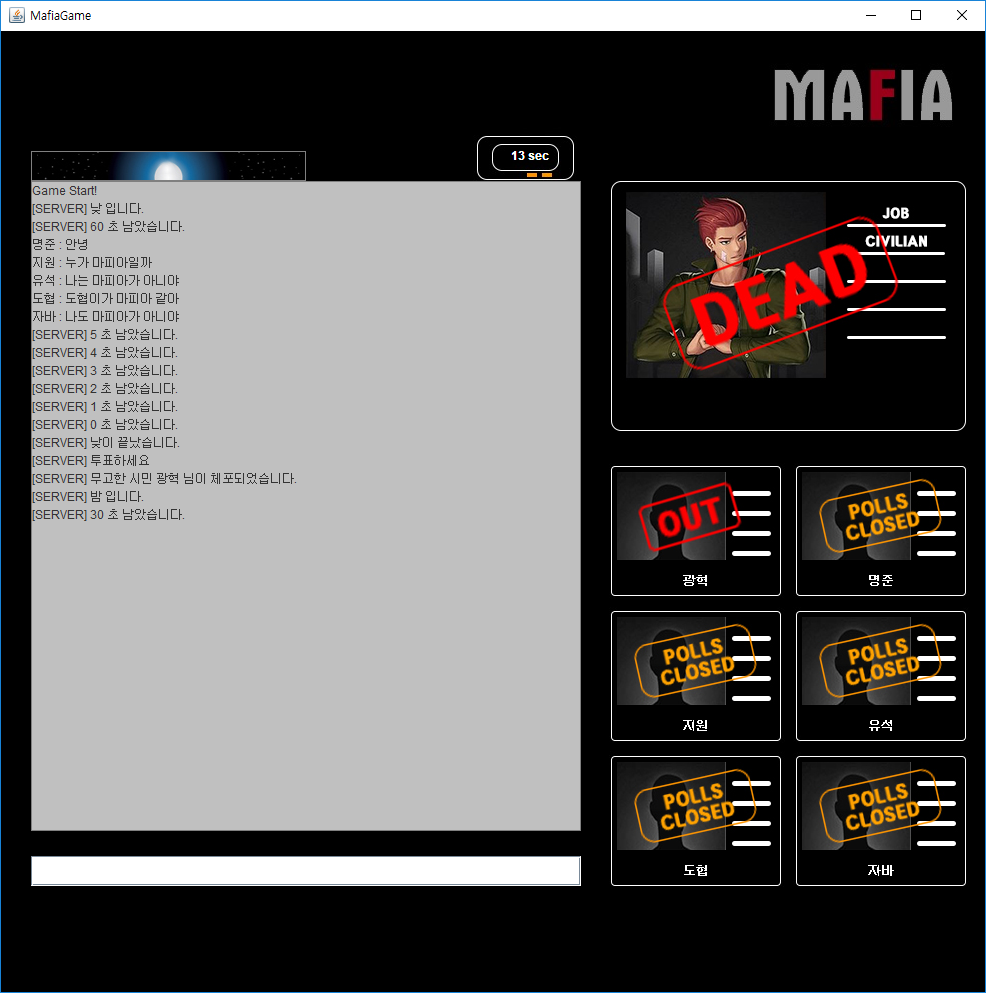 MafiaGame
MAFIA
13 sec
Game Start!
[SERVER] 낮 입니다.
[SERVER] 60 초 남았습니다.
명준 : 안녕
지원 : 누가 마피아일까
유석 : 나는 마피아가 아니야
도협 : 도협이가 마피아 같아
자바 : 나도 마피아가 아니야
[SERVER] 5 초 남았습니다.
[SERVER] 4 초 남았습니다.
[SERVER] 3 초 남았습니다.
[SERVER] 2 초 남았습니다.
[SERVER] 1 초 남았습니다.
[SERVER] 0 초 남았습니다.
[SERVER] 낮이 끝났습니다.
[SERVER] 투표하세요
[SERVER] 무고한 시민 광혁 님이 체포되었습니다.
[SERVER] 밤 입니다.
[SERVER] 30 초 남았습니다.
JOB
CIVILIAN
DEAD
OUT
광혁
POLLS
CLOSED
명준
POLLS
CLOSED
지원
POLLS
CLOSED
유석
POLLS
CLOSED
도협
POLLS
CLOSED
자바